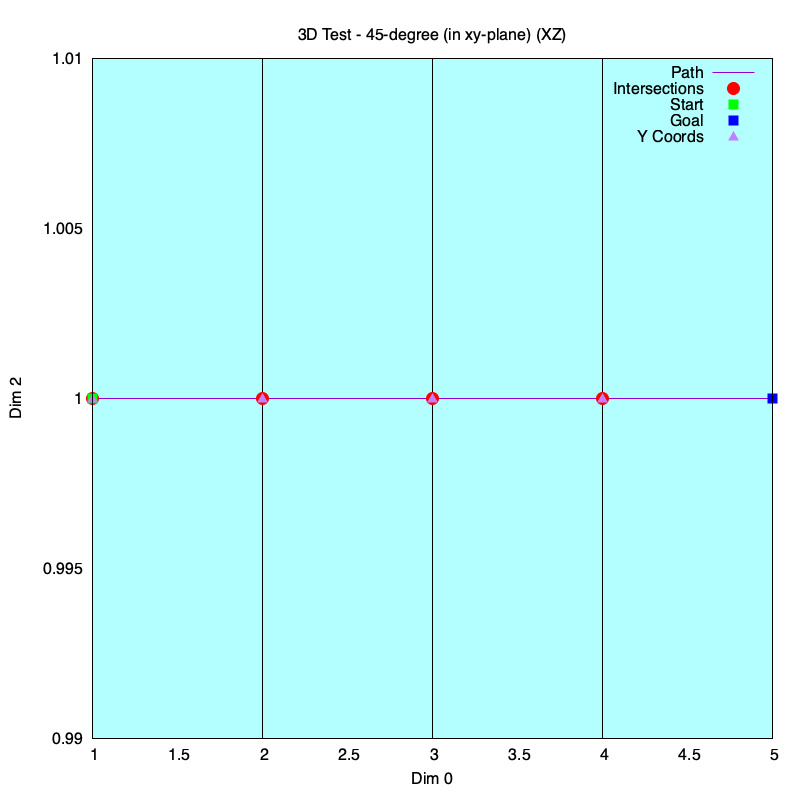 3D Test - 45-degree (in xy-plane) (XZ)
1.01
Path
Intersections
Start
Goal
Y Coords
1.005
1
Dim 2
0.995
0.99
1 1.5 2 2.5 3 3.5 4 4.5 5
Dim 0